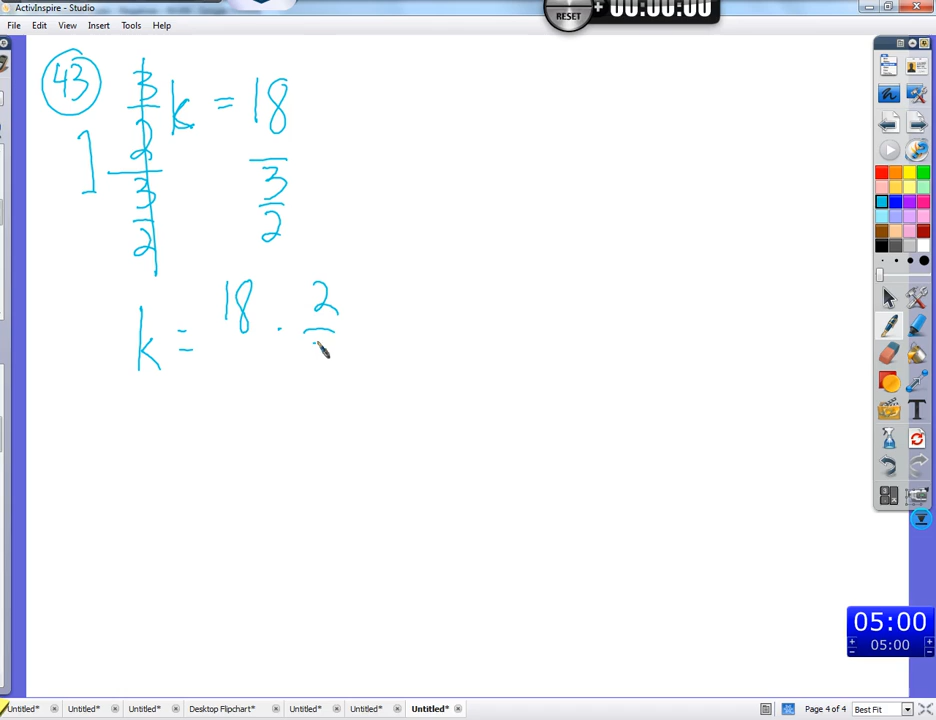 ActivInspire - Studio
RESET
00:00:00
File Edit View Insert Tools Help
43
3/2 k = 18
1
3/2
3/2
k = 18 · 2
05:00
05:00
Untitled* Untitled* Untitled* Desktop Flipchart* Untitled* Untitled* Untitled* Page 4 of 4 Best Fit